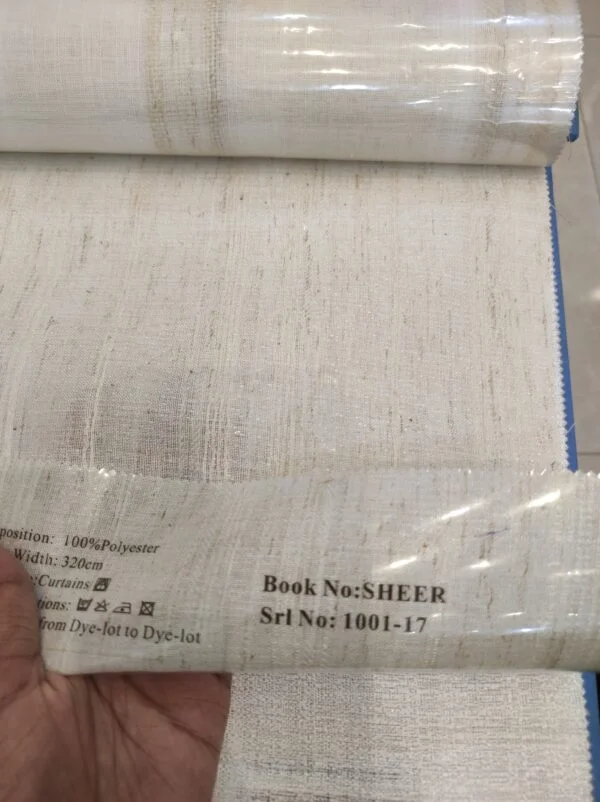 position: 100%Polyester
Width: 320cm
:Curtains
tions:
from Dye-lot to Dye-lot
Book No:SHEER
Srl No: 1001-17